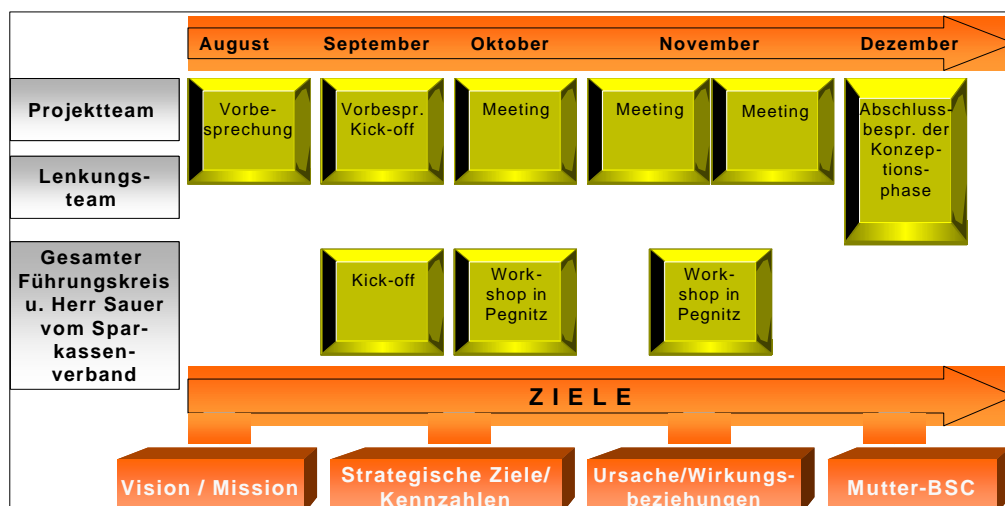 August September Oktober November Dezember
Projektteam
Lenkungs-
team
Vorbe-
sprechung
Vorbespr.
Kick-off
Meeting
Meeting
Meeting
Abschluss-
bespr. der
Konzep-
tions-
phase
Gesamter
Führungskreis
u. Herr Sauer
vom Spar-
kassen-
verband
Kick-off
Work-
shop in
Pegnitz
Work-
shop in
Pegnitz
ZIELE
Vision / Mission
Strategische Ziele/
Kennzahlen
Ursache/Wirkungs-
beziehungen
Mutter-BSC